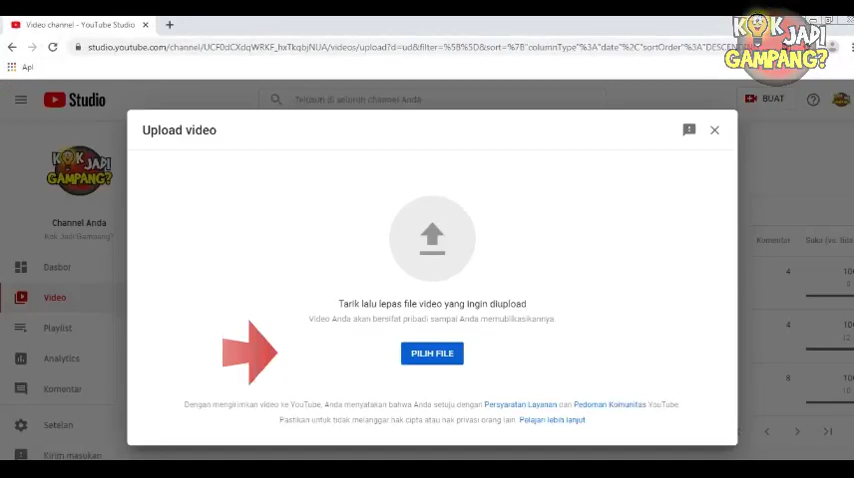 Video channel - YouTube Studio
KOK JADI
GAMPANG?
studio.youtube.com/channel/UCF0dCXdqWRKF_hxTkqbjNUA/videos/upload?d=ud&filter=%5B%5D&sort=%7B"columnType"%3A"date"%2C"sortOrder"%3A"DESCEN
Apl
Studio
Telusuri di seluruh channel Anda
BUAT
Upload video
KOK JADI
GAMPANG?
Channel Anda
Kok Jadi Gampang?
Komentar
Suka (vs.
Dasbor
4
Video
Tarik lalu lepas file video yang ingin diupload
Video Anda akan bersifat pribadi sampai Anda memublikasikannya.
Playlist
4
PILIH FILE
Analytics
8
Komentar
Dengan mengirimkan video ke YouTube, Anda menyatakan bahwa Anda setuju dengan Persyaratan Layanan dan Pedoman Komunitas YouTube.
Pastikan untuk tidak melanggar hak cipta atau hak privasi orang lain. Pelajari lebih lanjut
Setelan
Kirim masukan